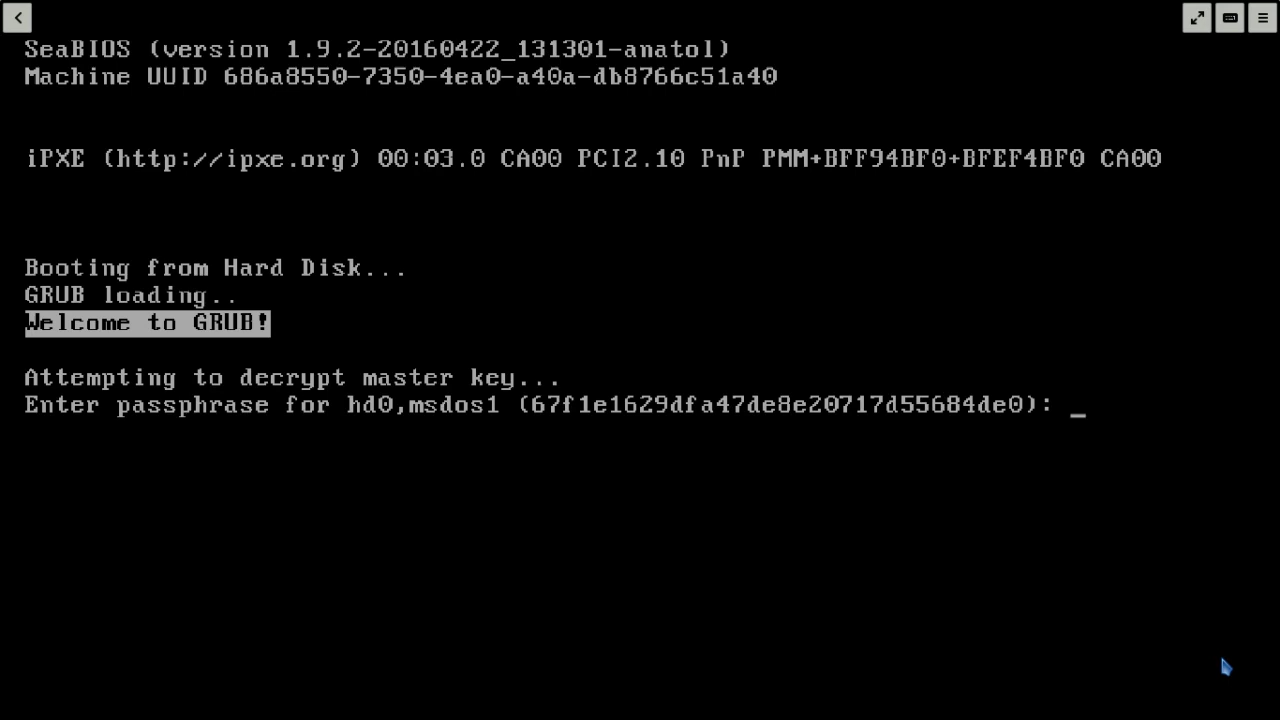 SeaBIOS (version 1.9.2-20160422_131301-anatol)
Machine UUID 686a8550-7350-4ea0-a40a-db8766c51a40
iPXE (http://ipxe.org) 00:03.0 CA00 PCI2.10 PnP PMM+BFF94BF0+BFEF4BF0 CA00
Booting from Hard Disk...
GRUB loading..
Welcome to GRUB!
Attempting to decrypt master key...
Enter passphrase for hd0,msdos1 (67f1e1629dfa47de8e20717d55684de0): _